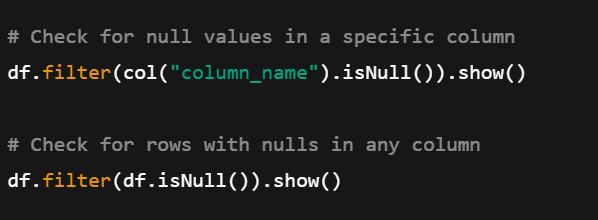 # Check for null values in a specific column
df.filter(col("column_name").isNull()).show()
# Check for rows with nulls in any column
df.filter(df.isNull()).show()